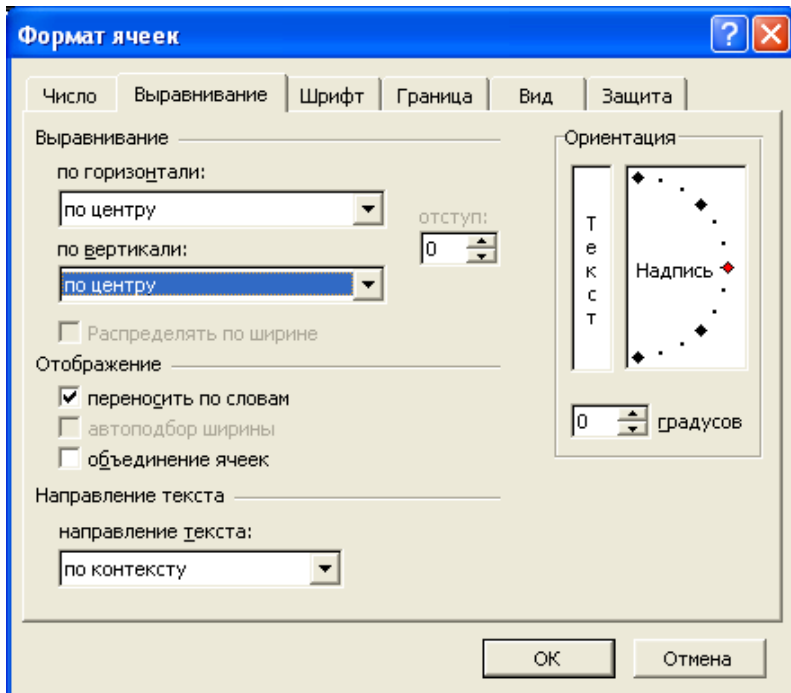 Формат ячеек
Число Выравнивание Шрифт Граница Вид Защита
Выравнивание
по горизонтали:
по центру
отступ:
0
по вертикали:
по центру
Распределять по ширине
Отображение
переносить по словам
автоподбор ширины
объединение ячеек
Направление текста
направление текста:
по контексту
Ориентация
Текст
Надпись
0 градусов
ОК Отмена